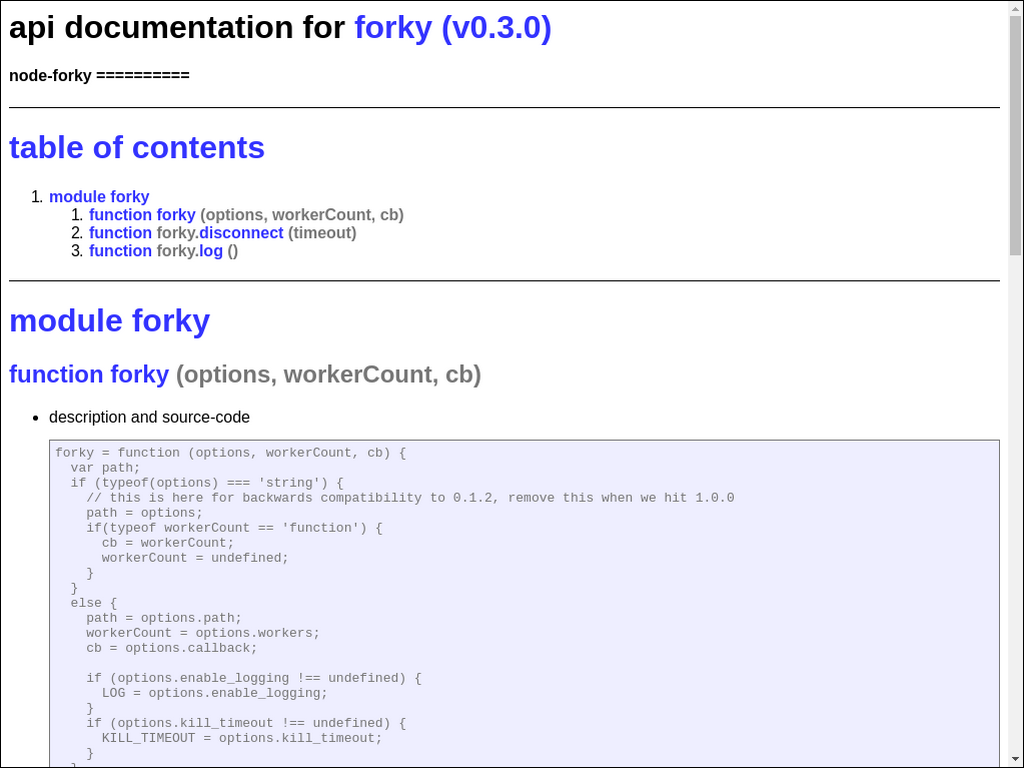 api documentation for forky (v0.3.0)
node-forky ==========
table of contents
1. module forky
1. function forky (options, workerCount, cb)
2. function forky.disconnect (timeout)
3. function forky.log ()
module forky
function forky (options, workerCount, cb)
• description and source-code
forky = function (options, workerCount, cb) {
  var path;
  if (typeof(options) === 'string') {
    // this is here for backwards compatibility to 0.1.2, remove this when we hit 1.0.0
    path = options;
    if(typeof workerCount == 'function') {
      cb = workerCount;
      workerCount = undefined;
    }
  }
  else {
    path = options.path;
    workerCount = options.workers;
    cb = options.callback;

    if (options.enable_logging !== undefined) {
      LOG = options.enable_logging;
    }
    if (options.kill_timeout !== undefined) {
      KILL_TIMEOUT = options.kill_timeout;
    }